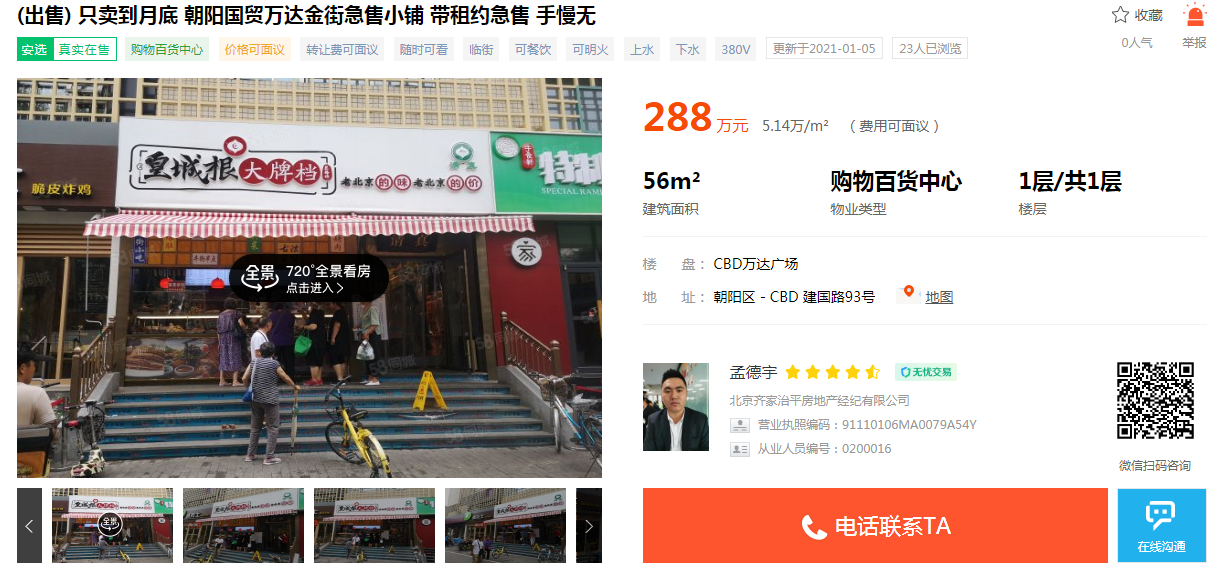 (出售) 只卖到月底 朝阳国贸万达金街急售小铺 带租约急售 手慢无
收藏
安选 真实在售 购物百货中心 价格可面议 转让费可面议 随时可看 临街 可餐饮 可明火 上水 下水 380V 更新于2021-01-05 23人已浏览
0人气 举报
脆皮炸鸡
皇城根大牌档
老北京的味老北京的价
特
SPECIAL RAM
家
全景 720°全景看房
点击进入
58同城
全景
288万元 5.14万/m² （ 费用可面议 ）
56m² 购物百货中心 1层/共1层
建筑面积 物业类型 楼层
楼 盘： CBD万达广场
地 址： 朝阳区 - CBD 建国路93号 地图
孟德宇 无忧交易
北京齐家治平房地产经纪有限公司
营业执照编码：91110106MA0079A54Y
从业人员编号：0200016
微信扫码咨询
电话联系TA
在线沟通